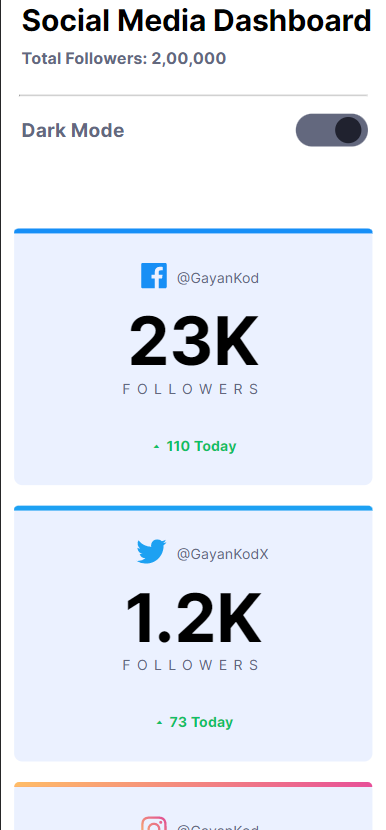 Social Media Dashboard
Total Followers: 2,00,000
Dark Mode
@GayanKod
23K
FOLLOWERS
110 Today
@GayanKodX
1.2K
FOLLOWERS
73 Today
@GayanKod